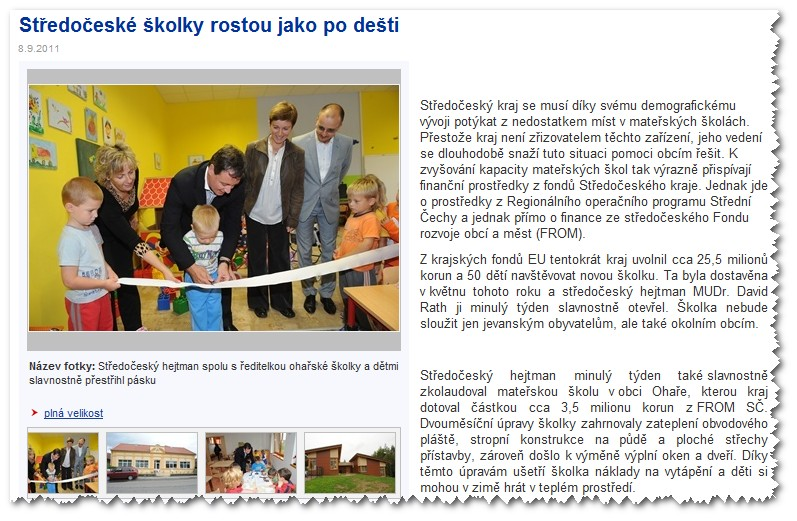 Středočeské školky rostou jako po dešti
8.9.2011
Středočeský kraj se musí díky svému demografickému
vývoji potýkat z nedostatkem míst v mateřských školách.
Přestože kraj není zřizovatelem těchto zařízení, jeho vedení
se dlouhodobě snaží tuto situaci pomoci obcím řešit. K
zvyšování kapacity mateřských škol tak výrazně přispívají
finanční prostředky z fondů Středočeského kraje. Jednak jde
o prostředky z Regionálního operačního programu Střední
Čechy a jednak přímo o finance ze středočeského Fondu
rozvoje obcí a měst (FROM).
Z krajských fondů EU tentokrát kraj uvolnil cca 25,5 milionů
korun a 50 dětí navštěvovat novou školku. Ta byla dostavěna
v květnu tohoto roku a středočeský hejtman MUDr. David
Rath ji minulý týden slavnostně otevřel. Školka nebude
sloužit jen jevanským obyvatelům, ale také okolním obcím.
Středočeský hejtman minulý týden také slavnostně
zkolaudoval mateřskou školu v obci Ohaře, kterou kraj
dotoval částkou cca 3,5 milionu korun z FROM SČ.
Dvouměsíční úpravy školky zahrnovaly zateplení obvodového
pláště, stropní konstrukce na půdě a ploché střechy
přístavby, zároveň došlo k výměně výplní oken a dveří. Díky
těmto úpravám ušetří školka náklady na vytápění a děti si
mohou v zimě hrát v teplém prostředí.
Název fotky: Středočeský hejtman spolu s ředitelkou ohařské školky a dětmi
slavnostně přestřihl pásku
plná velikost